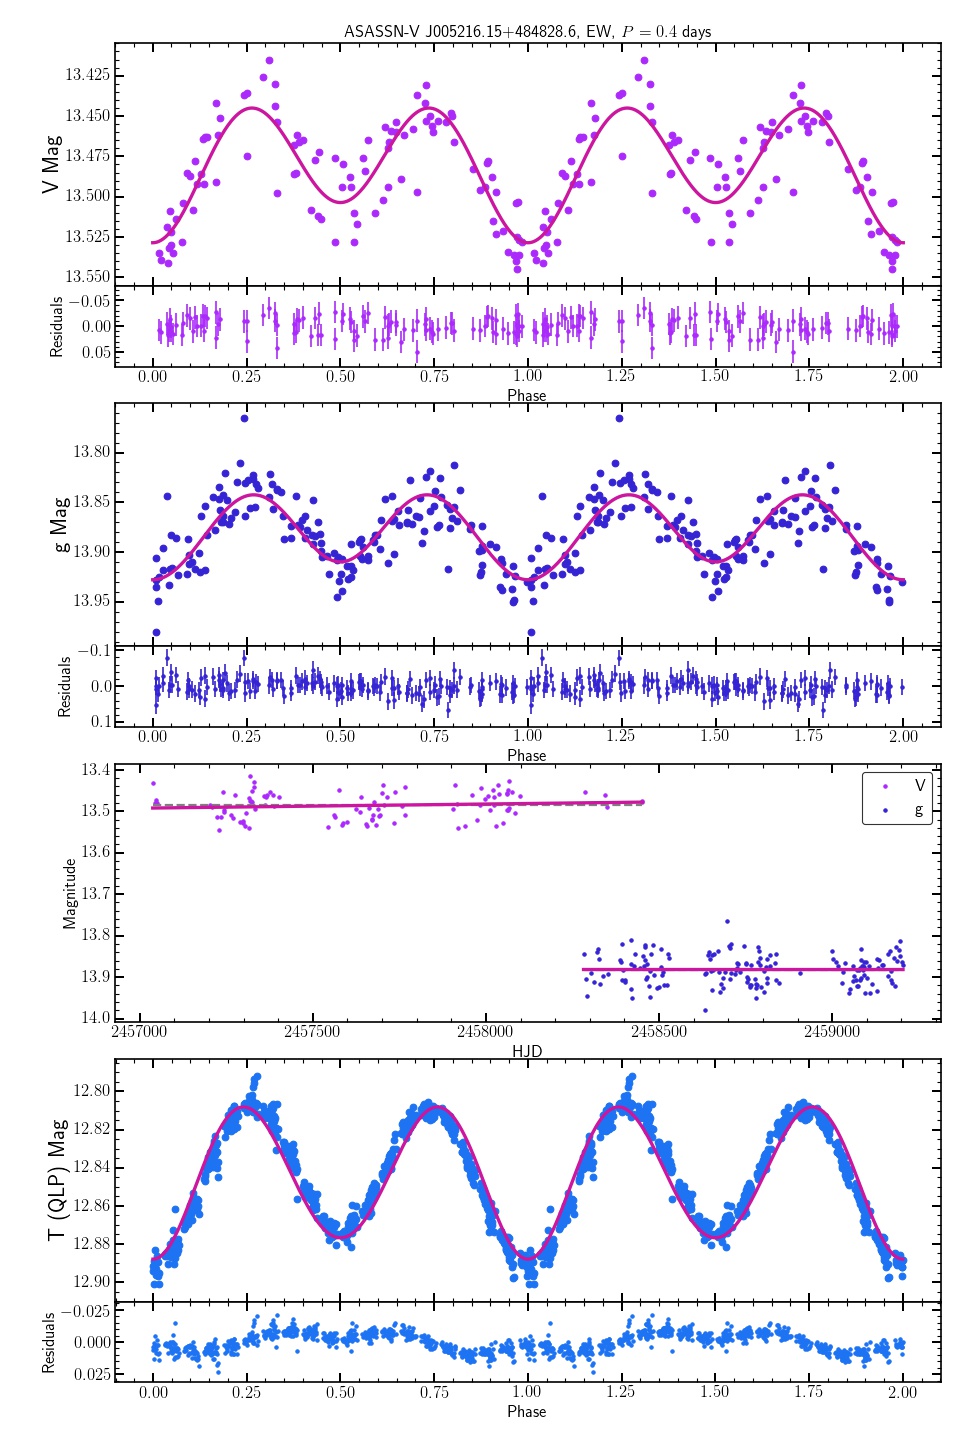 ASASSN-V J005216.15+484828.6, EW, P = 0.4 days
V Mag
13.425
13.450
13.475
13.500
13.525
13.550
Residuals
−0.05
0.00
0.05
0.00 0.25 0.50 0.75 1.00 1.25 1.50 1.75 2.00
Phase
g Mag
13.80
13.85
13.90
13.95
Residuals
−0.1
0.0
0.1
0.00 0.25 0.50 0.75 1.00 1.25 1.50 1.75 2.00
Phase
Magnitude
13.4
13.5
13.6
13.7
13.8
13.9
14.0
V
g
2457000 2457500 2458000 2458500 2459000
HJD
T (QLP) Mag
12.80
12.82
12.84
12.86
12.88
12.90
Residuals
−0.025
0.000
0.025
0.00 0.25 0.50 0.75 1.00 1.25 1.50 1.75 2.00
Phase